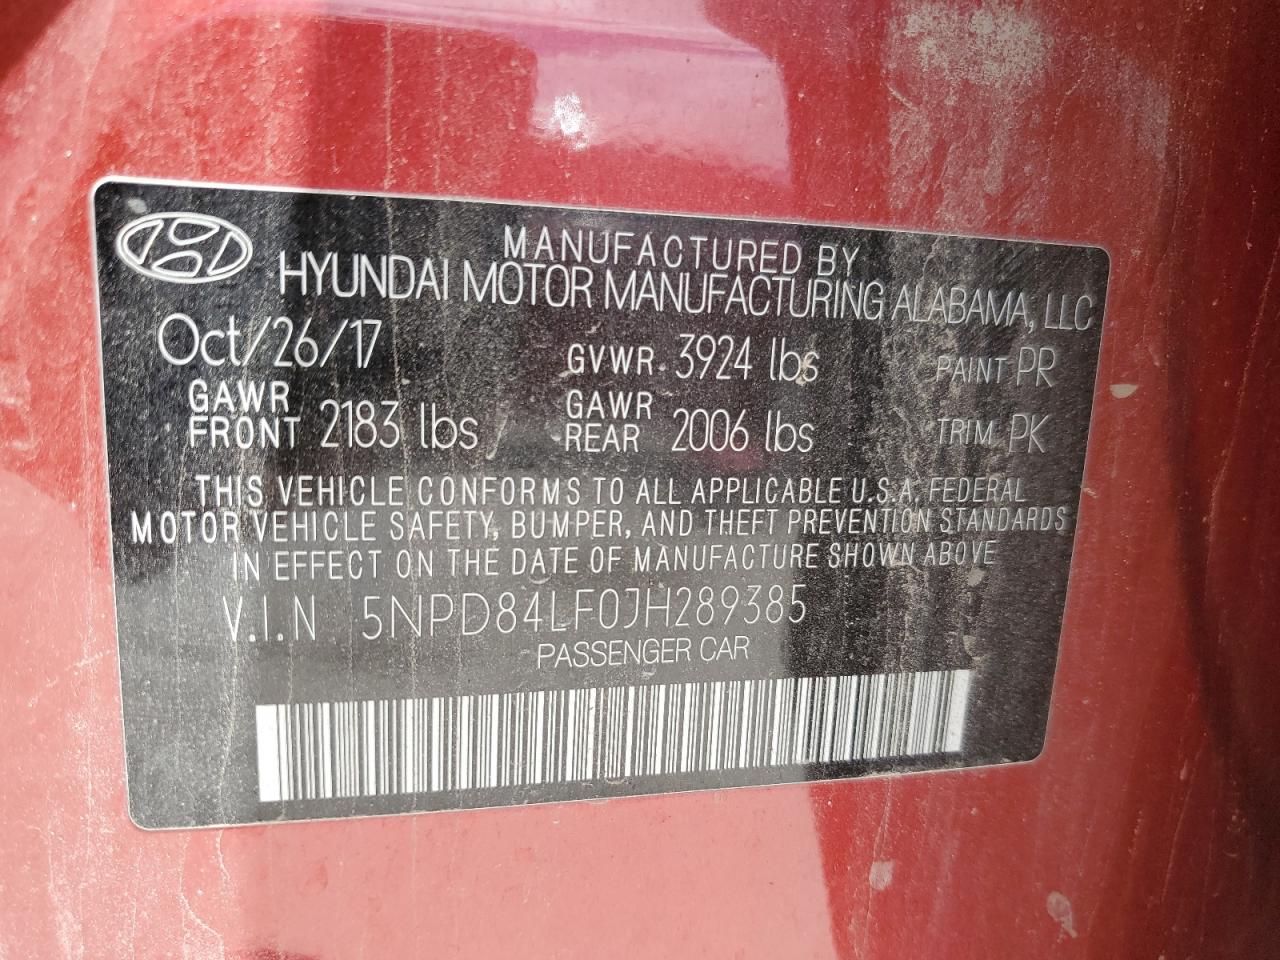 MANUFACTURED BY
HYUNDAI MOTOR MANUFACTURING ALABAMA, LLC
Oct/26/17 GVWR 3924 lbs PAINT PR
GAWR FRONT 2183 lbs GAWR REAR 2006 lbs TRIM PK
THIS VEHICLE CONFORMS TO ALL APPLICABLE U.S.A. FEDERAL
MOTOR VEHICLE SAFETY, BUMPER, AND THEFT PREVENTION STANDARDS
IN EFFECT ON THE DATE OF MANUFACTURE SHOWN ABOVE
V.I.N 5NPD84LF0JH289385
PASSENGER CAR